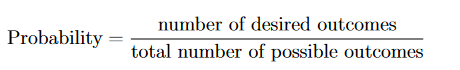 Probability = number of desired outcomes / total number of possible outcomes